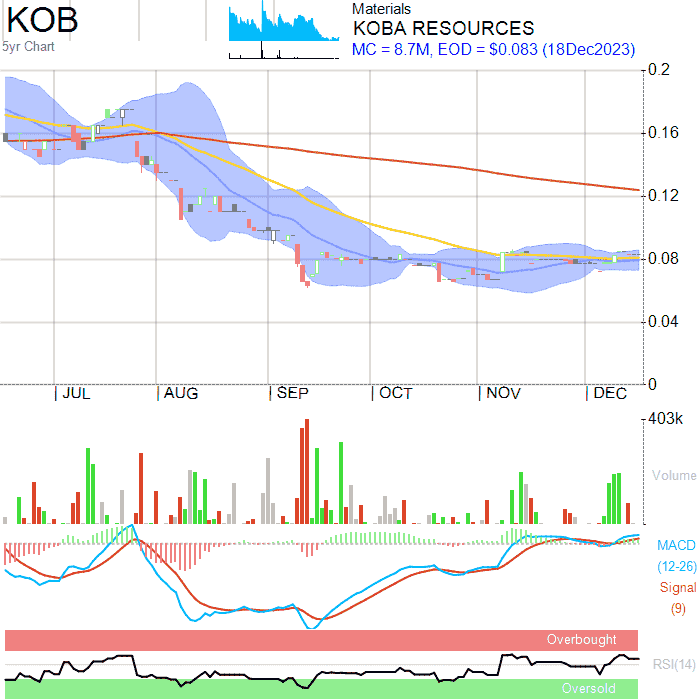 KOB
5yr Chart
Materials
KOBA RESOURCES
MC = 8.7M, EOD = $0.083 (18Dec2023)
0.2
0.16
0.12
0.08
0.04
0
JUL AUG SEP OCT NOV DEC
403k
Volume
MACD
(12-26)
Signal
(9)
Overbought
RSI(14)
Oversold